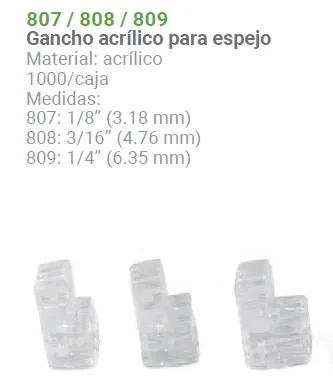 807 / 808 / 809
Gancho acrílico para espejo
Material: acrílico
1000/caja
Medidas:
807: 1/8” (3.18 mm)
808: 3/16” (4.76 mm)
809: 1/4” (6.35 mm)